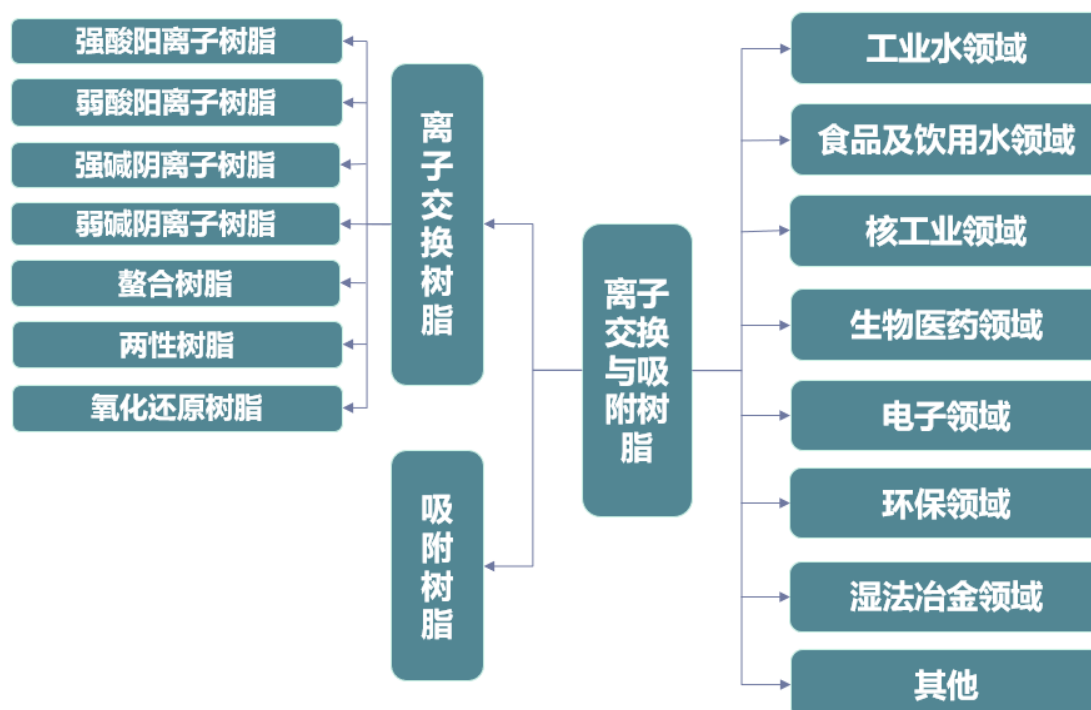 强酸阳离子树脂
弱酸阳离子树脂
强碱阴离子树脂
弱碱阴离子树脂
螯合树脂
两性树脂
氧化还原树脂
离子交换树脂
吸附树脂
离子
交换
与吸
附树
脂
工业水领域
食品及饮用水领域
核工业领域
生物医药领域
电子领域
环保领域
湿法冶金领域
其他